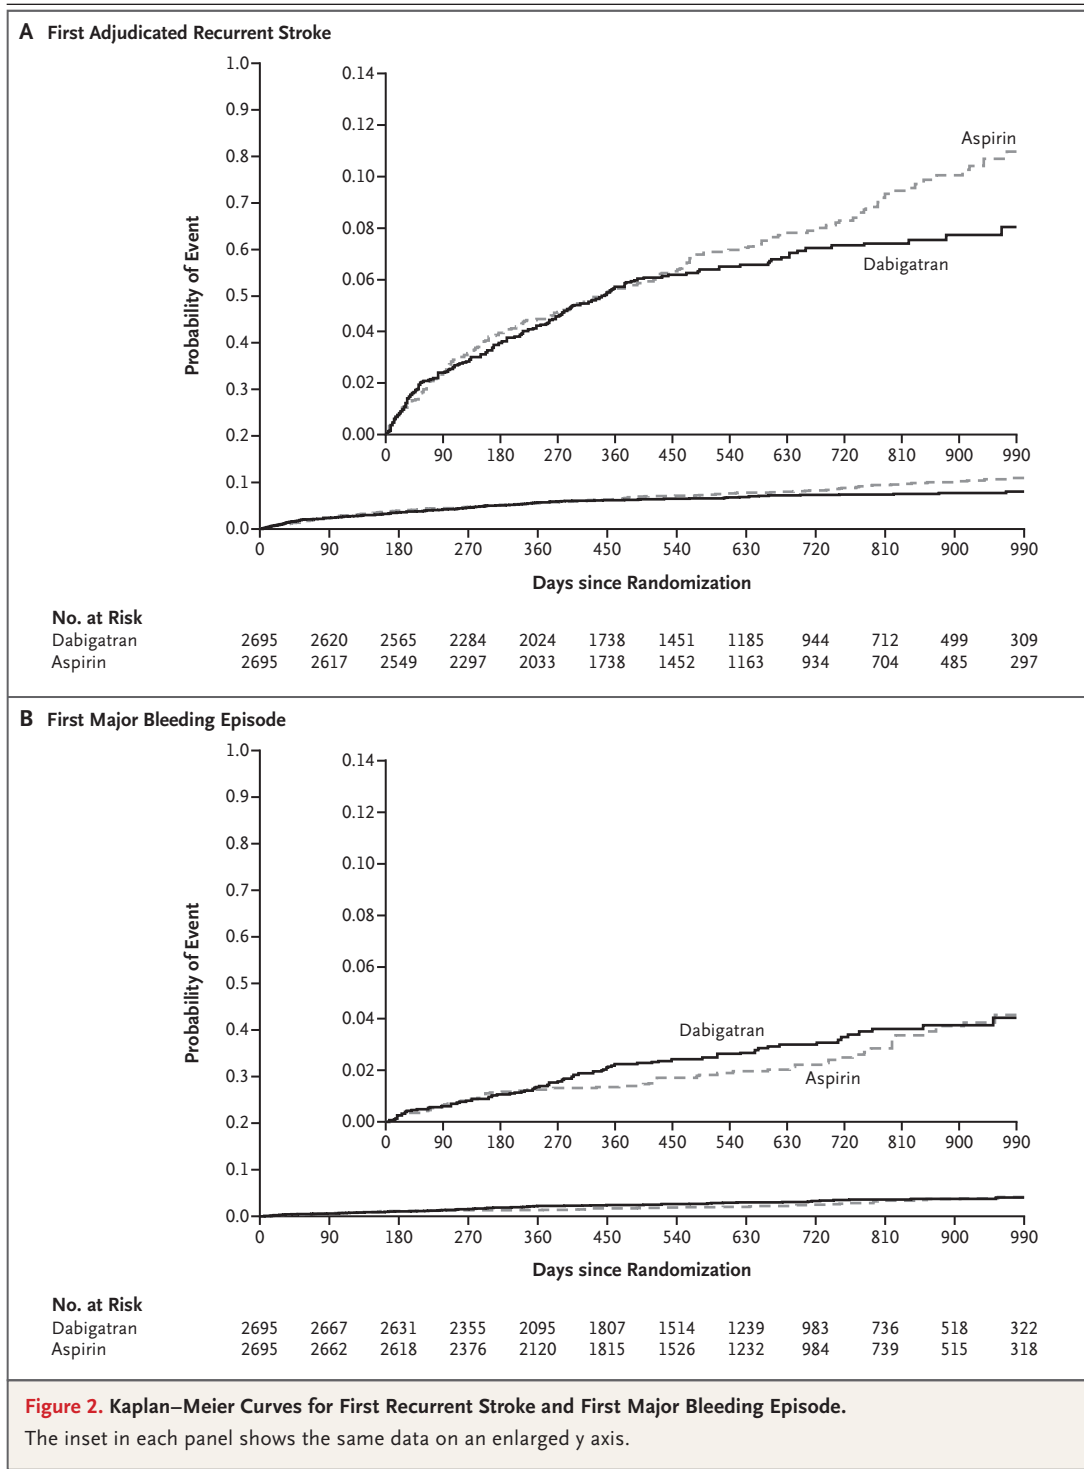 A First Adjudicated Recurrent Stroke
1.0
0.9
0.8
0.7
0.6
0.5
0.4
0.3
0.2
0.1
0.0
Probability of Event
0.14
0.12
0.10
0.08
0.06
0.04
0.02
0.00
Aspirin
Dabigatran
0 90 180 270 360 450 540 630 720 810 900 990
0 90 180 270 360 450 540 630 720 810 900 990
Days since Randomization
No. at Risk
Dabigatran 2695 2620 2565 2284 2024 1738 1451 1185 944 712 499 309
Aspirin 2695 2617 2549 2297 2033 1738 1452 1163 934 704 485 297
B First Major Bleeding Episode
1.0
0.9
0.8
0.7
0.6
0.5
0.4
0.3
0.2
0.1
0.0
Probability of Event
0.14
0.12
0.10
0.08
0.06
0.04
0.02
0.00
Dabigatran
Aspirin
0 90 180 270 360 450 540 630 720 810 900 990
0 90 180 270 360 450 540 630 720 810 900 990
Days since Randomization
No. at Risk
Dabigatran 2695 2667 2631 2355 2095 1807 1514 1239 983 736 518 322
Aspirin 2695 2662 2618 2376 2120 1815 1526 1232 984 739 515 318
Figure 2. Kaplan–Meier Curves for First Recurrent Stroke and First Major Bleeding Episode.
The inset in each panel shows the same data on an enlarged y axis.